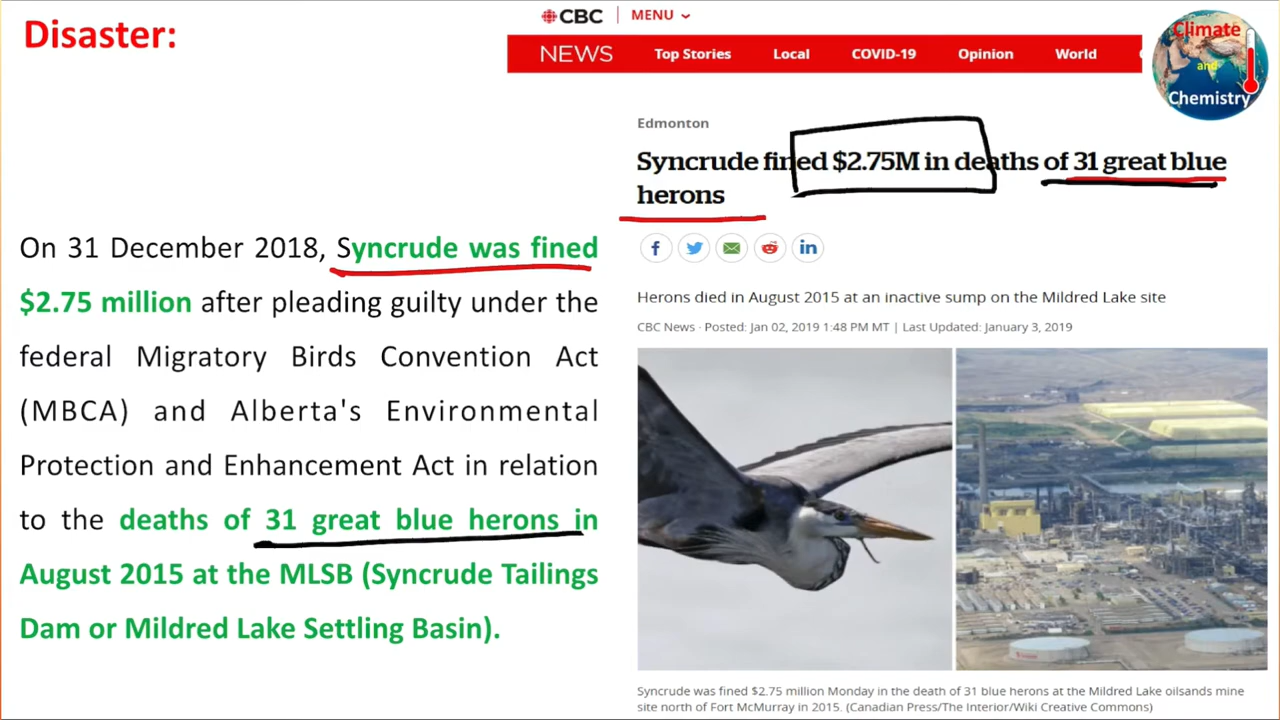 Disaster:
On 31 December 2018, Syncrude was fined
$2.75 million after pleading guilty under the
federal Migratory Birds Convention Act
(MBCA) and Alberta's Environmental
Protection and Enhancement Act in relation
to the deaths of 31 great blue herons in
August 2015 at the MLSB (Syncrude Tailings
Dam or Mildred Lake Settling Basin).
CBC MENU
NEWS Top Stories Local COVID-19 Opinion World
Climate
and
Chemistry
Edmonton
Syncrude fined $2.75M in deaths of 31 great blue
herons
Herons died in August 2015 at an inactive sump on the Mildred Lake site
CBC News · Posted: Jan 02, 2019 1:48 PM MT | Last Updated: January 3, 2019
Syncrude was fined $2.75 million Monday in the death of 31 blue herons at the Mildred Lake oilsands mine
site north of Fort McMurray in 2015. (Canadian Press/The Interior/Wiki Creative Commons)